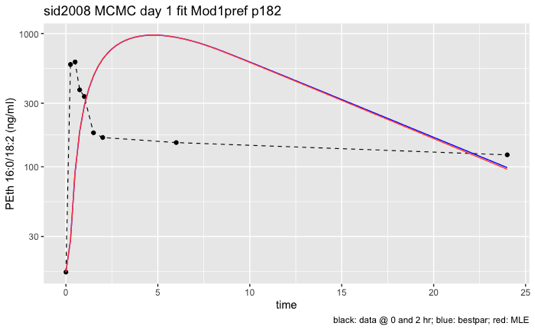 sid2008 MCMC day 1 fit Mod1pref p182
PEth 16:0/18:2 (ng/ml)
1000
300
100
30
0
5
10
15
20
25
time
black: data @ 0 and 2 hr; blue: bestpar; red: MLE